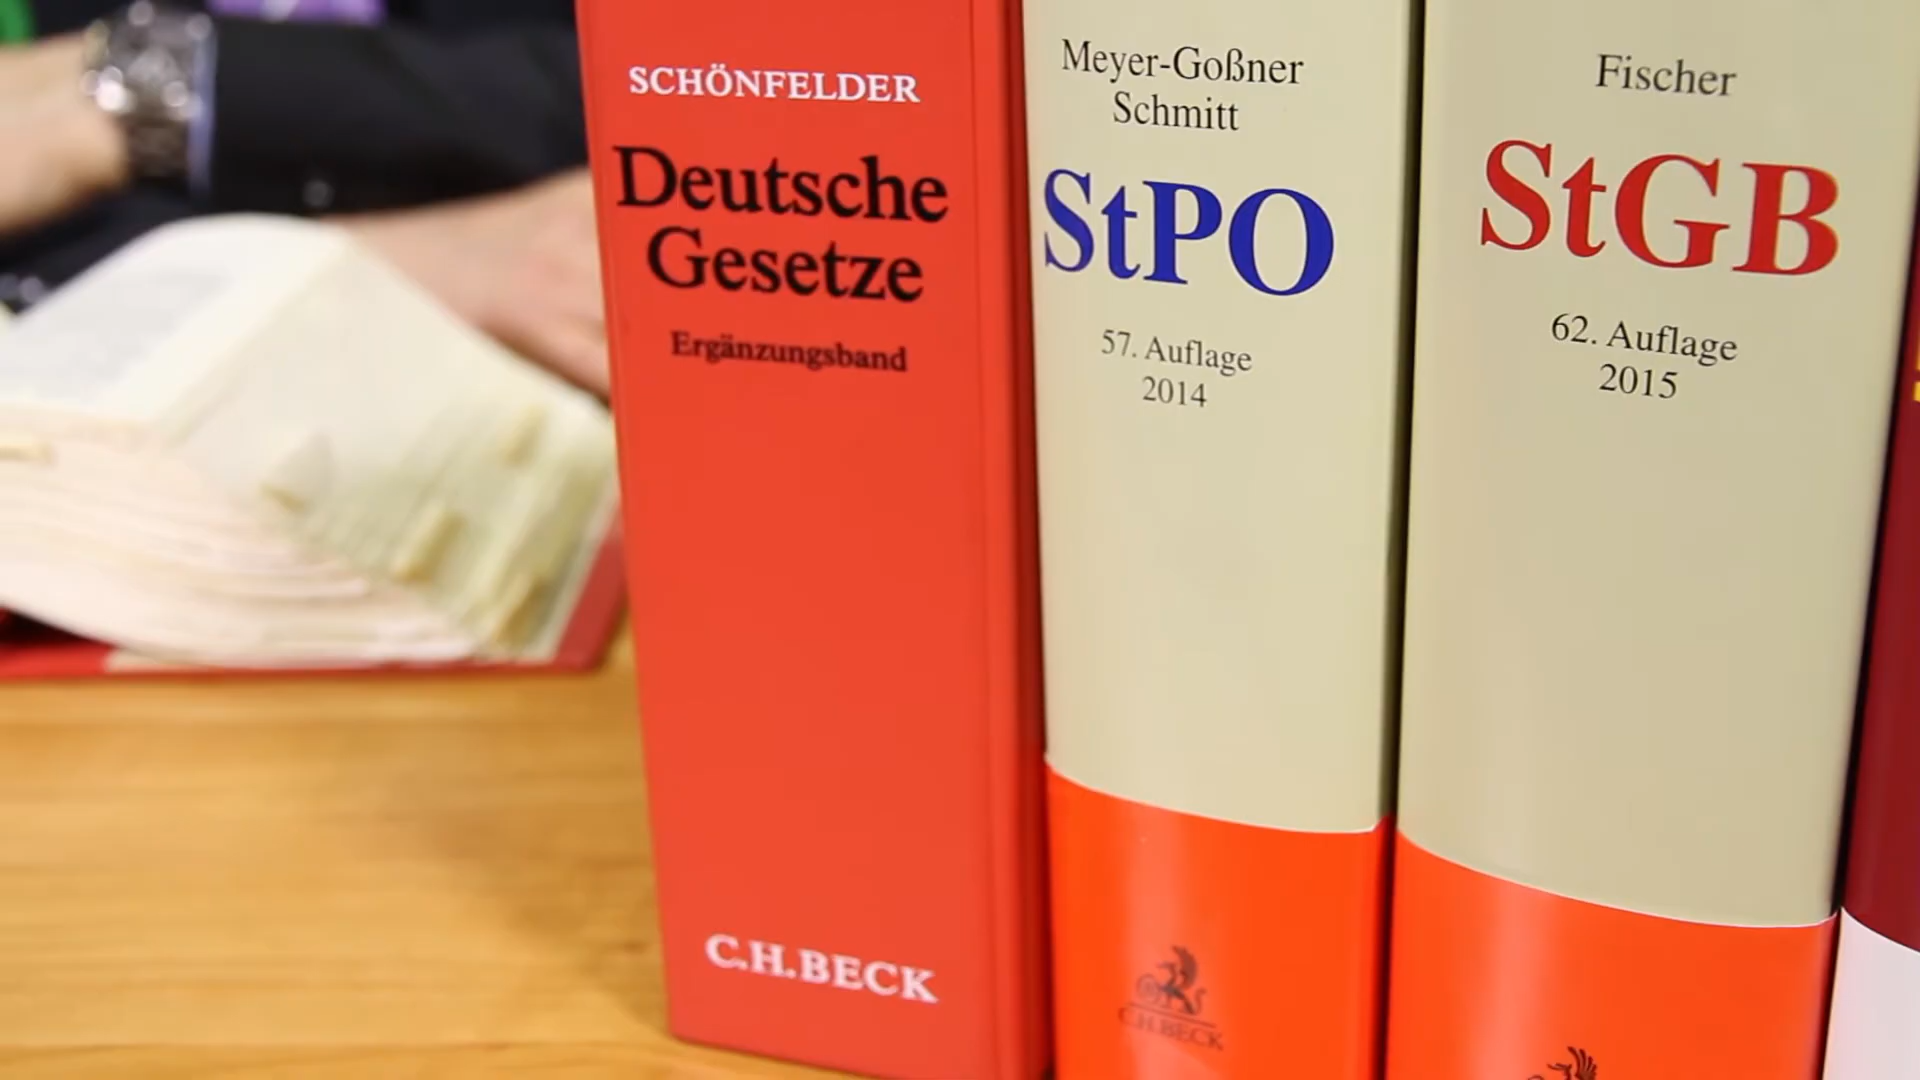 SCHÖNFELDER
Deutsche
Gesetze
Ergänzungsband
C.H.BECK
Meyer-Goßner
Schmitt
StPO
57. Auflage
2014
C.H.BECK
Fischer
StGB
62. Auflage
2015